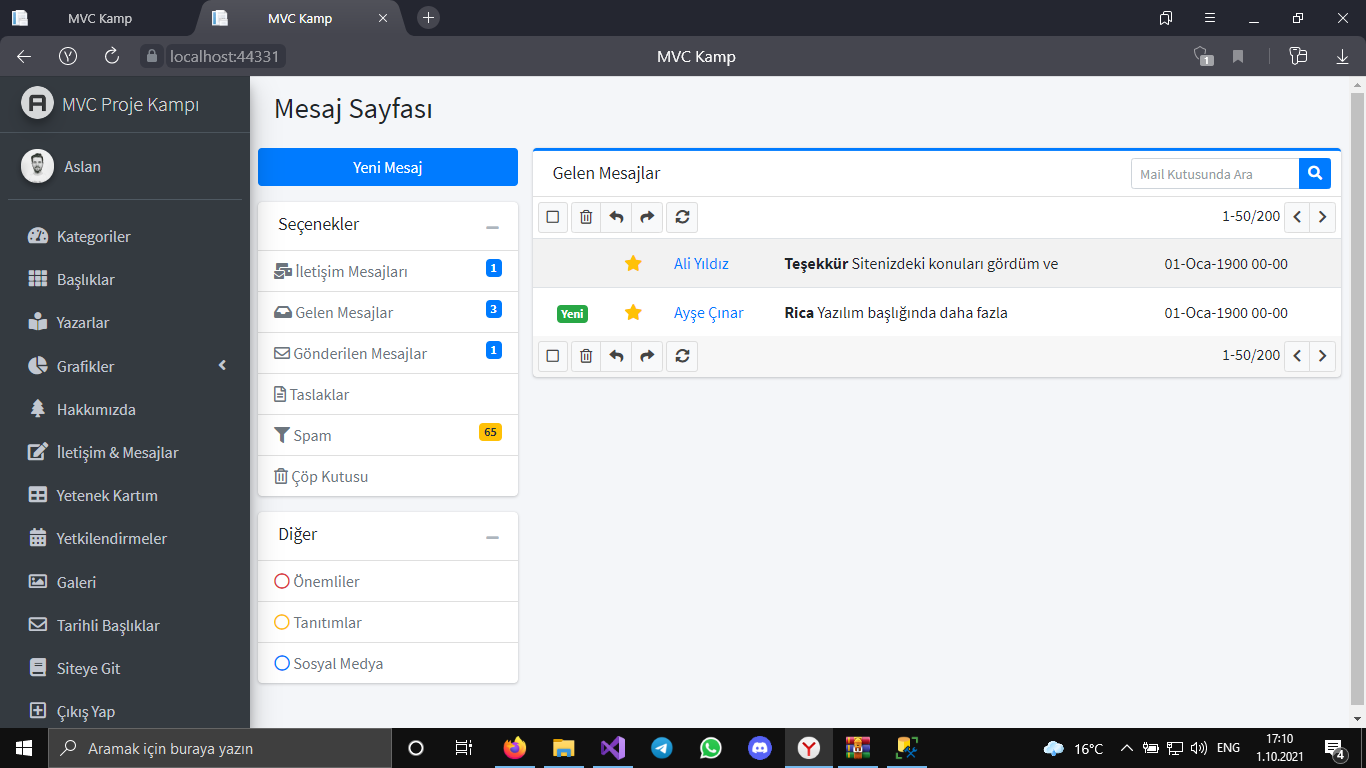 MVC Kamp
MVC Kamp
localhost:44331
MVC Kamp
1
MVC Proje Kampı
Aslan
Kategoriler
Başlıklar
Yazarlar
Grafikler
Hakkımızda
İletişim & Mesajlar
Yetenek Kartım
Yetkilendirmeler
Galeri
Tarihli Başlıklar
Siteye Git
Çıkış Yap
Mesaj Sayfası
Yeni Mesaj
Seçenekler
İletişim Mesajları 1
Gelen Mesajlar 3
Gönderilen Mesajlar 1
Taslaklar
Spam 65
Çöp Kutusu
Diğer
Önemliler
Tanıtımlar
Sosyal Medya
Gelen Mesajlar
Mail Kutusunda Ara
1-50/200
Ali Yıldız Teşekkür Sitenizdeki konuları gördüm ve 01-Oca-1900 00-00
Yeni Ayşe Çınar Rica Yazılım başlığında daha fazla 01-Oca-1900 00-00
1-50/200
Aramak için buraya yazın
16°C
ENG
17:10
1.10.2021
4